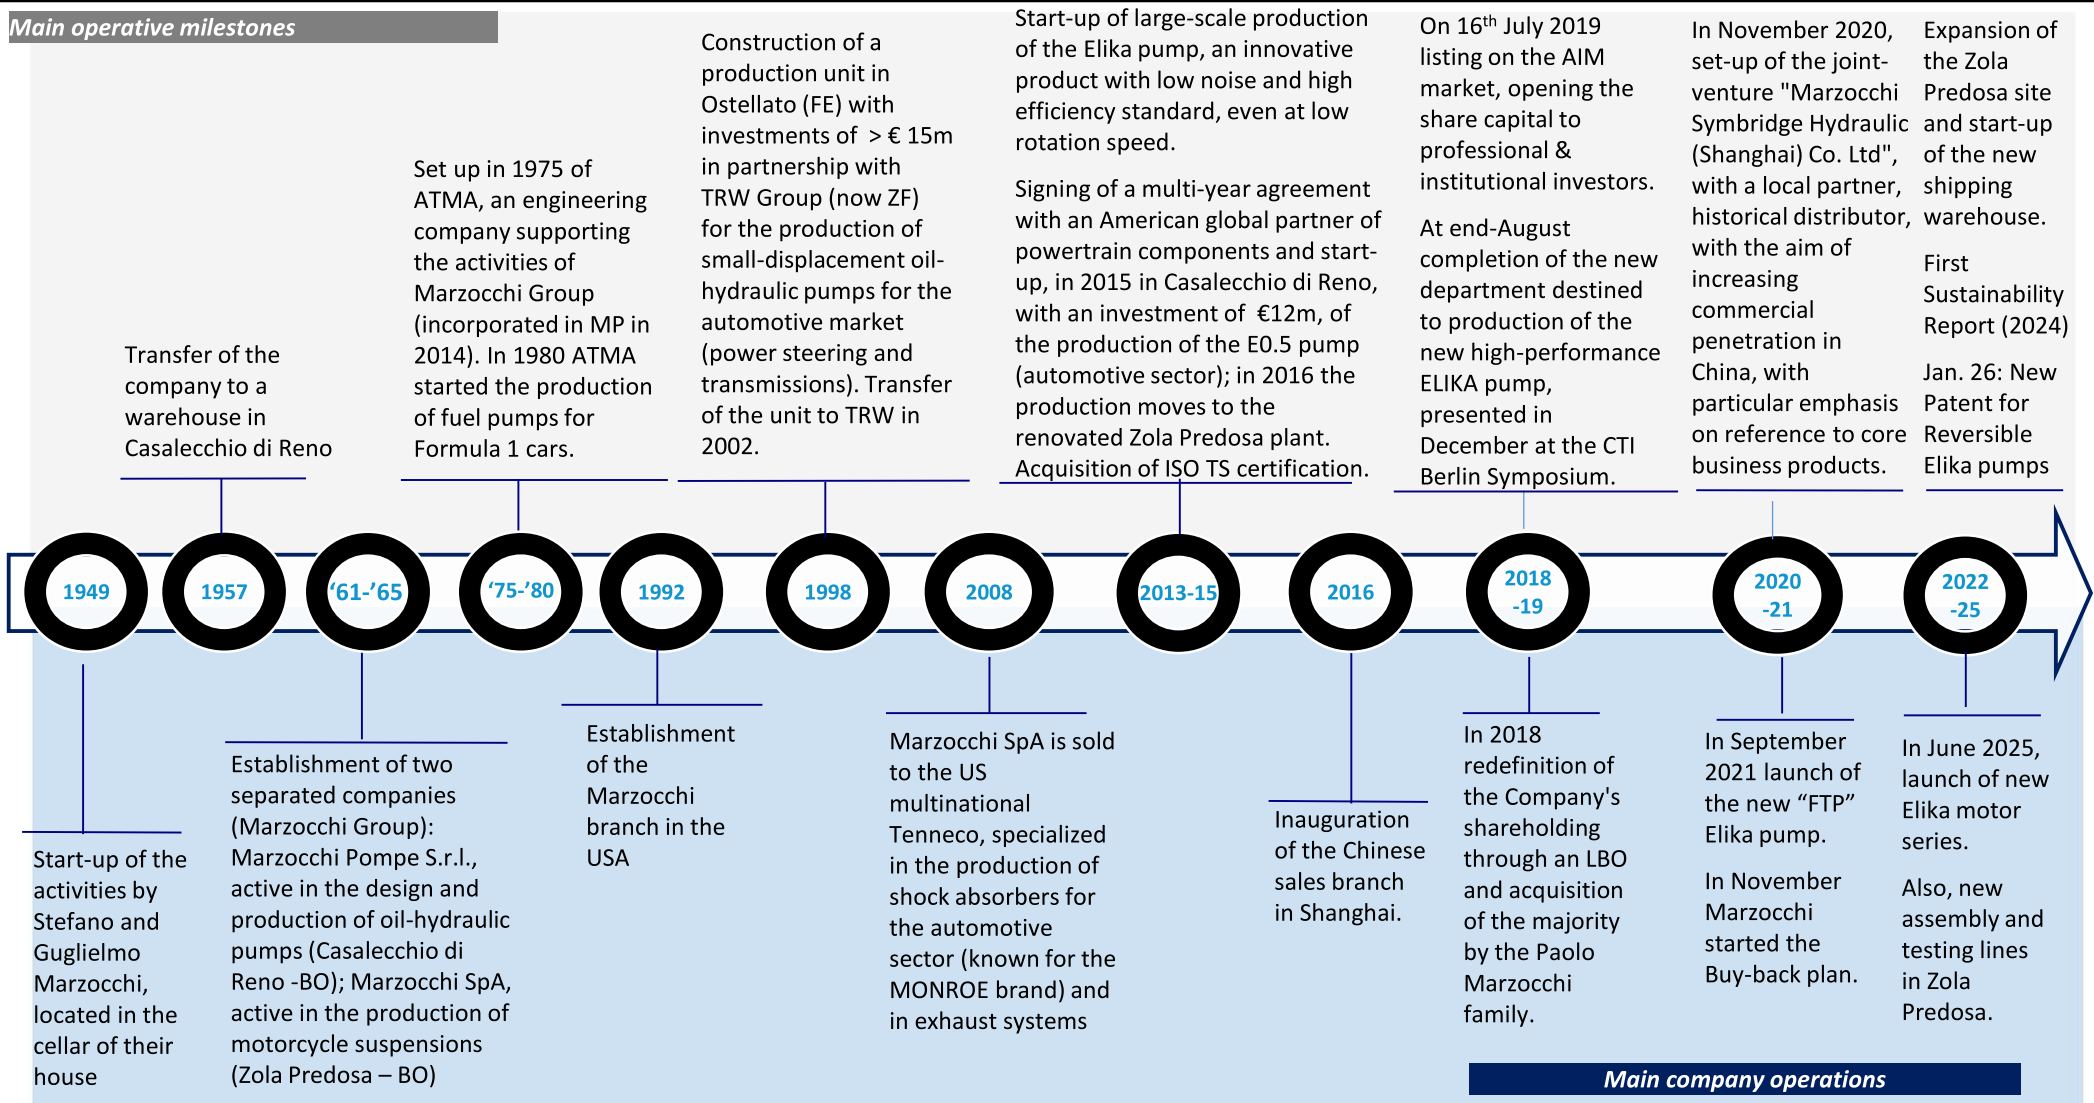 Main operative milestones
Transfer of the
company to a
warehouse in
Casalecchio di Reno
Set up in 1975 of
ATMA, an engineering
company supporting
the activities of
Marzocchi Group
(incorporated in MP in
2014). In 1980 ATMA
started the production
of fuel pumps for
Formula 1 cars.
Construction of a
production unit in
Ostellato (FE) with
investments of > € 15m
in partnership with
TRW Group (now ZF)
for the production of
small-displacement oil-
hydraulic pumps for the
automotive market
(power steering and
transmissions). Transfer
of the unit to TRW in
2002.
Start-up of large-scale production
of the Elika pump, an innovative
product with low noise and high
efficiency standard, even at low
rotation speed.
Signing of a multi-year agreement
with an American global partner of
powertrain components and start-
up, in 2015 in Casalecchio di Reno,
with an investment of €12m, of
the production of the E0.5 pump
(automotive sector); in 2016 the
production moves to the
renovated Zola Predosa plant.
Acquisition of ISO TS certification.
On 16th July 2019
listing on the AIM
market, opening the
share capital to
professional &
institutional investors.
At end-August
completion of the new
department destined
to production of the
new high-performance
ELIKA pump,
presented in
December at the CTI
Berlin Symposium.
In November 2020,
set-up of the joint-
venture "Marzocchi
Symbridge Hydraulic
(Shanghai) Co. Ltd",
with a local partner,
historical distributor,
with the aim of
increasing
commercial
penetration in
China, with
particular emphasis
on reference to core
business products.
Expansion of
the Zola
Predosa site
and start-up
of the new
shipping
warehouse.
First
Sustainability
Report (2024)
Jan. 26: New
Patent for
Reversible
Elika pumps
1949
1957
‘61-’65
‘75-’80
1992
1998
2008
2013-15
2016
2018
-19
2020
-21
2022
-25
Start-up of the
activities by
Stefano and
Guglielmo
Marzocchi,
located in the
cellar of their
house
Establishment of two
separated companies
(Marzocchi Group):
Marzocchi Pompe S.r.l.,
active in the design and
production of oil-hydraulic
pumps (Casalecchio di
Reno -BO); Marzocchi SpA,
active in the production of
motorcycle suspensions
(Zola Predosa – BO)
Establishment
of the
Marzocchi
branch in the
USA
Marzocchi SpA is sold
to the US
multinational
Tenneco, specialized
in the production of
shock absorbers for
the automotive
sector (known for the
MONROE brand) and
in exhaust systems
Inauguration
of the Chinese
sales branch
in Shanghai.
In 2018
redefinition of
the Company's
shareholding
through an LBO
and acquisition
of the majority
by the Paolo
Marzocchi
family.
In September
2021 launch of
the new “FTP”
Elika pump.
In November
Marzocchi
started the
Buy-back plan.
In June 2025,
launch of new
Elika motor
series.
Also, new
assembly and
testing lines
in Zola
Predosa.
Main company operations